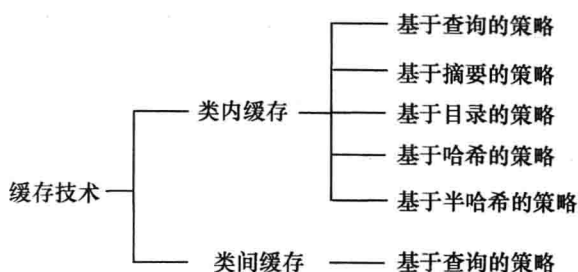 基于查询的策略
基于摘要的策略
类内缓存
基于目录的策略
基于哈希的策略
缓存技术
基于半哈希的策略
类间缓存
基于查询的策略